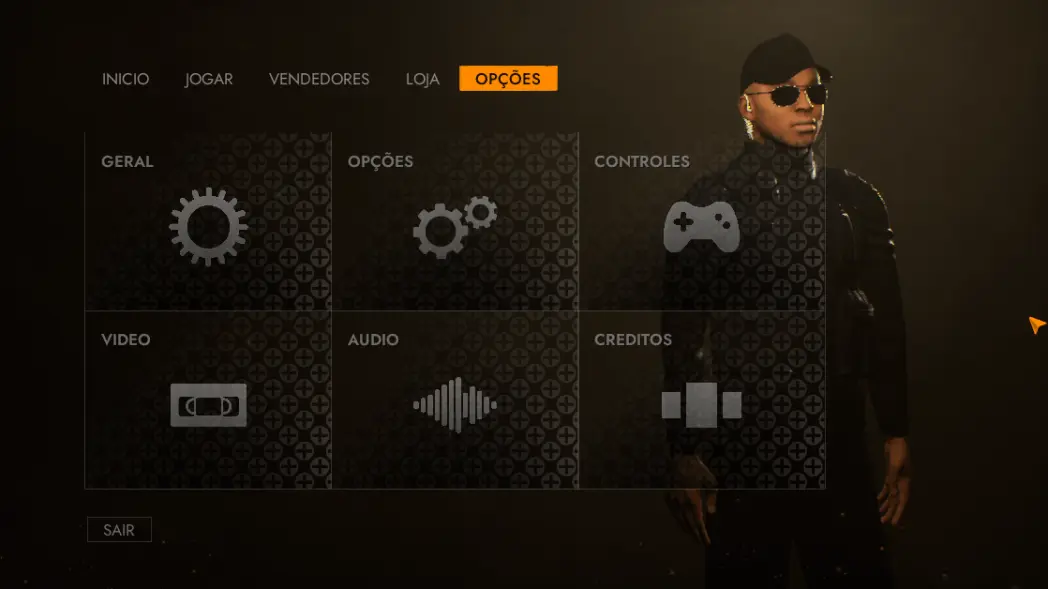 INICIO JOGAR VENDEDORES LOJA OPÇÕES
GERAL OPÇÕES CONTROLES
VIDEO AUDIO CREDITOS
SAIR